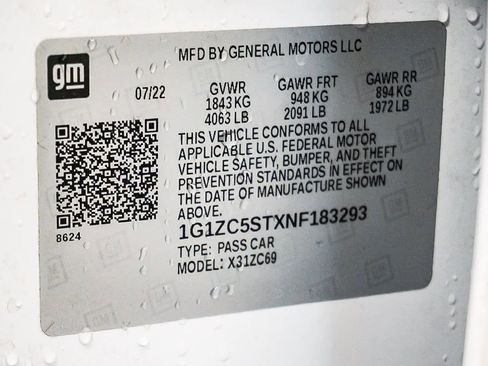 gm
MFD BY GENERAL MOTORS LLC
07/22 GVWR GAWR FRT GAWR RR
1843 KG 948 KG 894 KG
4063 LB 2091 LB 1972 LB
THIS VEHICLE CONFORMS TO ALL
APPLICABLE U.S. FEDERAL MOTOR
VEHICLE SAFETY, BUMPER, AND THEFT
PREVENTION STANDARDS IN EFFECT ON
THE DATE OF MANUFACTURE SHOWN
ABOVE.
8624
1G1ZC5STXNF183293
TYPE: PASS CAR
MODEL: X31ZC69